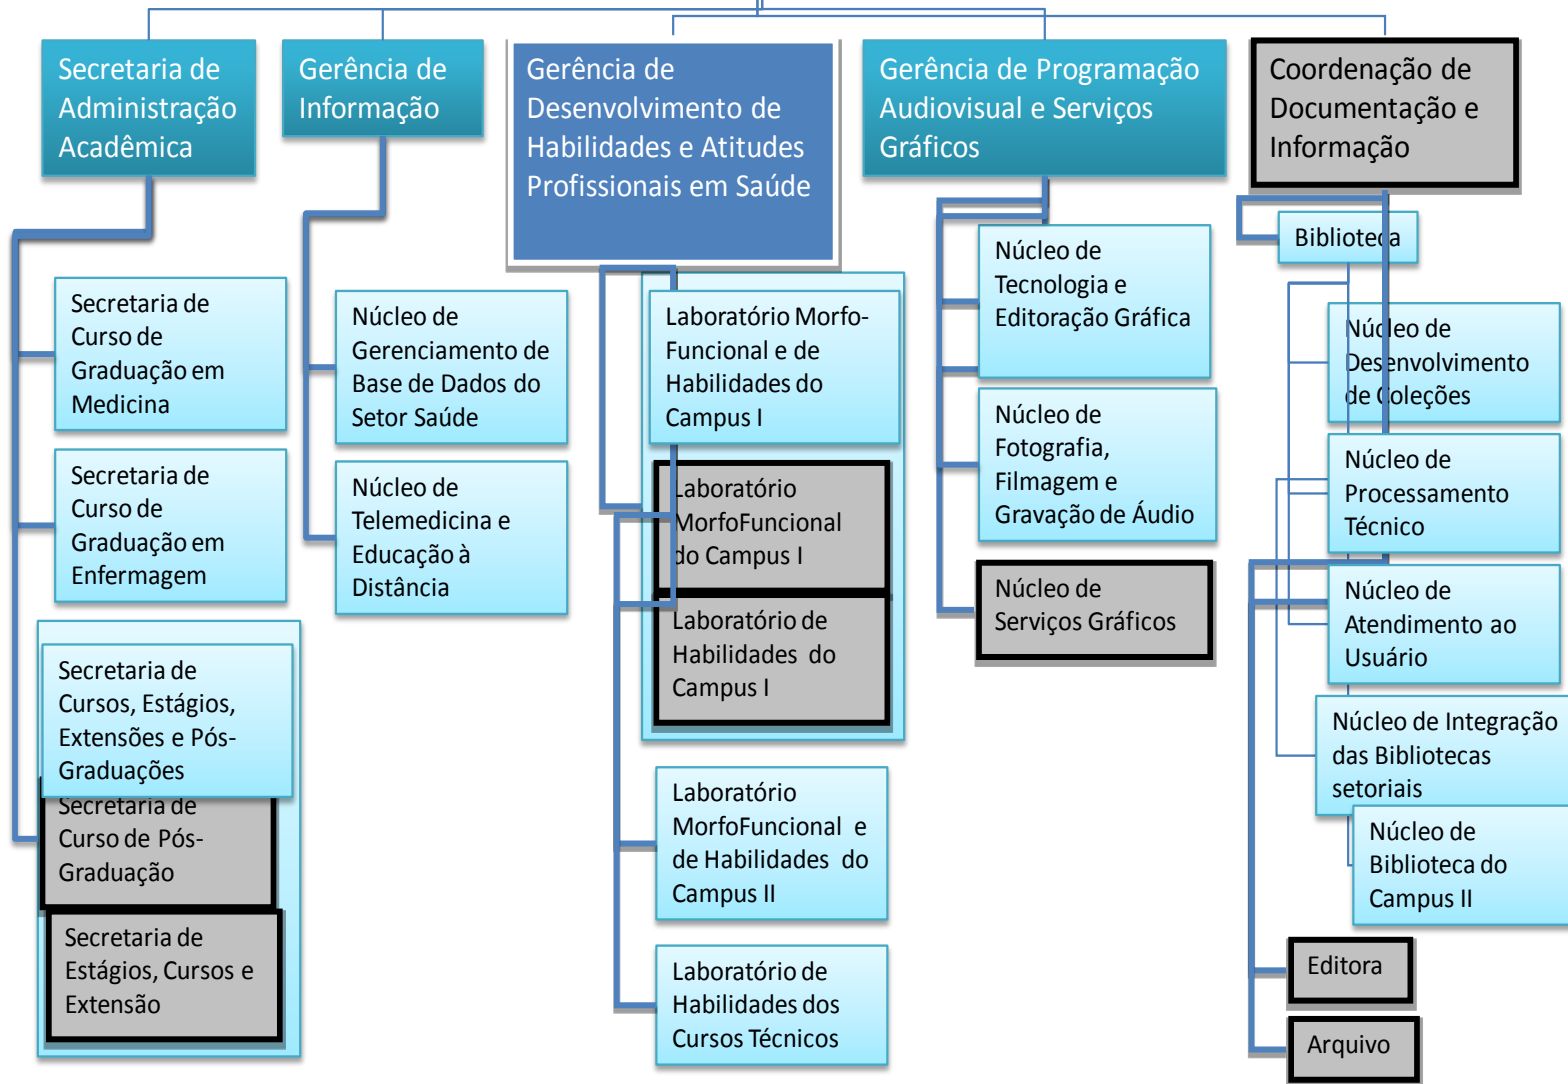 Secretaria de
Administração
Acadêmica
Gerência de
Informação
Gerência de
Desenvolvimento de
Habilidades e Atitudes
Profissionais em Saúde
Gerência de Programação
Audiovisual e Serviços
Gráficos
Coordenação de
Documentação e
Informação
Secretaria de
Curso de
Graduação em
Medicina
Secretaria de
Curso de
Graduação em
Enfermagem
Secretaria de
Cursos, Estágios,
Extensões e Pós-
Graduações
Secretaria de
Curso de Pós-
Graduação
Secretaria de
Estágios, Cursos e
Extensão
Núcleo de
Gerenciamento de
Base de Dados do
Setor Saúde
Núcleo de
Telemedicina e
Educação à
Distância
Laboratório Morfo-
Funcional e de
Habilidades do
Campus I
Laboratório
MorfoFuncional
do Campus I
Laboratório de
Habilidades do
Campus I
Laboratório
MorfoFuncional e
de Habilidades do
Campus II
Laboratório de
Habilidades dos
Cursos Técnicos
Núcleo de
Tecnologia e
Editoração Gráfica
Núcleo de
Fotografia,
Filmagem e
Gravação de Áudio
Núcleo de
Serviços Gráficos
Biblioteca
Núcleo de
Desenvolvimento
de Coleções
Núcleo de
Processamento
Técnico
Núcleo de
Atendimento ao
Usuário
Núcleo de Integração
das Bibliotecas
setoriais
Núcleo de
Biblioteca do
Campus II
Editora
Arquivo